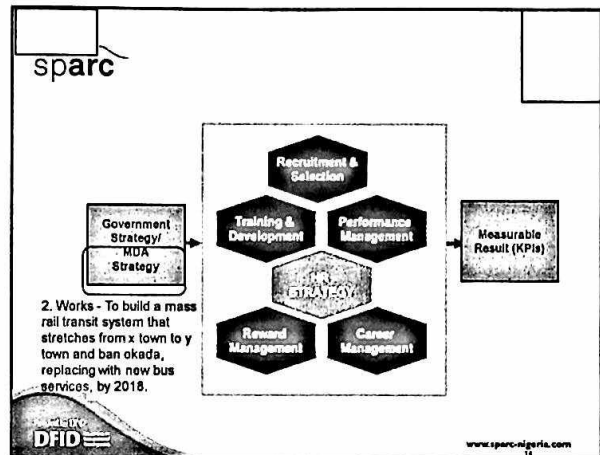 sparc
Recruitment &
Selection
Government
Strategy/
MDA
Strategy
Training &
Development
Performance
Management
Measurable
Result (KPIs)
HR
STRATEGY
2. Works - To build a mass
rail transit system that
stretches from x town to y
town and ban okada,
replacing with new bus
services, by 2018.
Reward
Management
Career
Management
DFID
www.sparc-nigeria.com
14